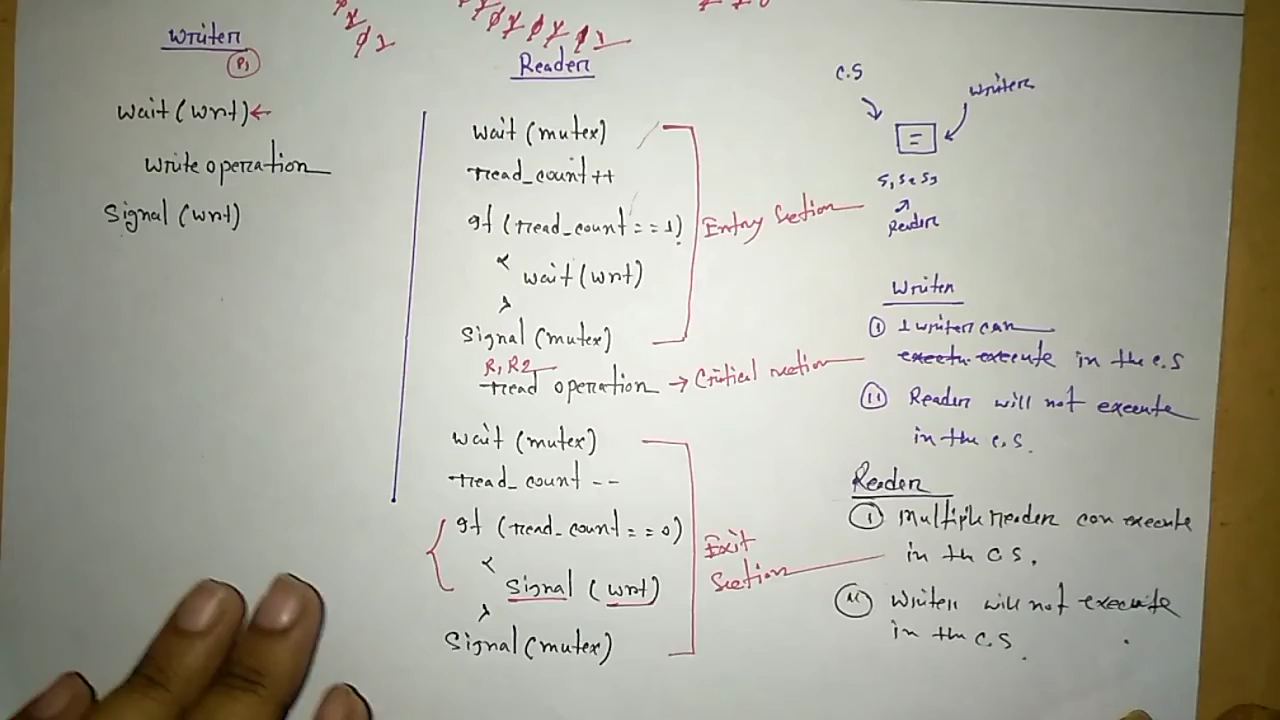 Writer
P1
wait (wrt) ←
write operation
Signal (wrt)
Reader
wait (mutex)
read_count ++
If (read_count == 1)
{
wait (wrt)
}
Signal (mutex)
Entry Section
R1 R2
read operation → Critical section
wait (mutex)
read_count --
If (read_count == 0)
{
Signal (wrt)
}
Signal (mutex)
Exit
Section
C.S
writer
=
S1 S2 S3
Reader
Writer
I 1 writer can
execute in the C.S
II Reader will not execute
in the C.S.
Reader
I Multiple reader can execute
in the C S.
II Writer will not execute
in the C.S.